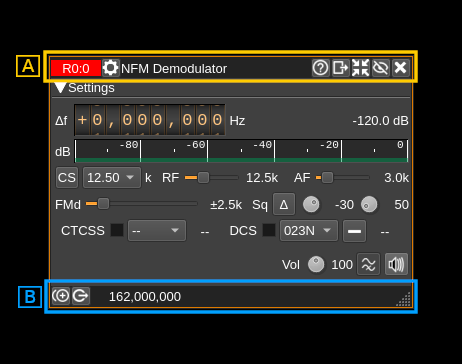 A R0:0 NFM Demodulator
Settings
Δf +0,000,000 Hz -120.0 dB
dB -80 -60 -40 -20 0
CS 12.50 k RF 12.5k AF 3.0k
FMd ±2.5k Sq Δ -30 50
CTCSS -- -- DCS 023N --
Vol 100
B 162,000,000